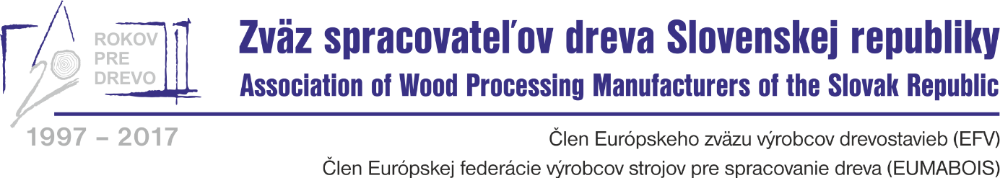 20
ROKOV
PRE
DREVO
1997 – 2017
Zväz spracovateľov dreva Slovenskej republiky
Association of Wood Processing Manufacturers of the Slovak Republic
Člen Európskeho zväzu výrobcov drevostavieb (EFV)
Člen Európskej federácie výrobcov strojov pre spracovanie dreva (EUMABOIS)